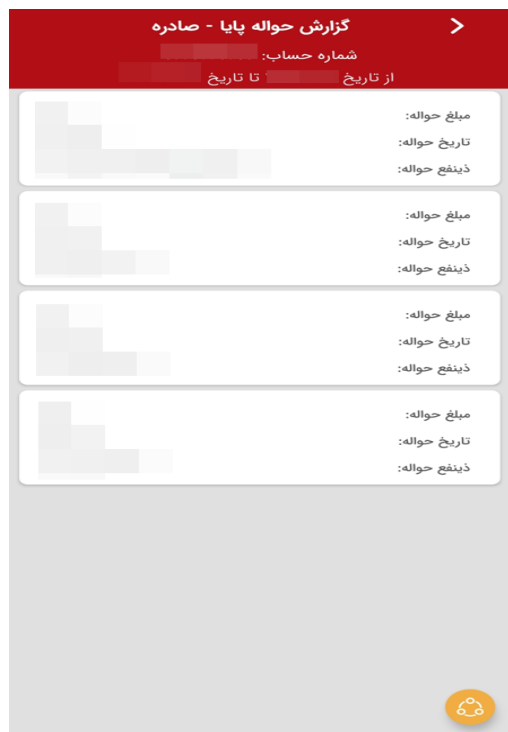 گزارش حواله پایا - صادره
شماره حساب:
از تاریخ تا تاریخ
مبلغ حواله:
تاریخ حواله:
ذینفع حواله:
مبلغ حواله:
تاریخ حواله:
ذینفع حواله:
مبلغ حواله:
تاریخ حواله:
ذینفع حواله:
مبلغ حواله:
تاریخ حواله:
ذینفع حواله: